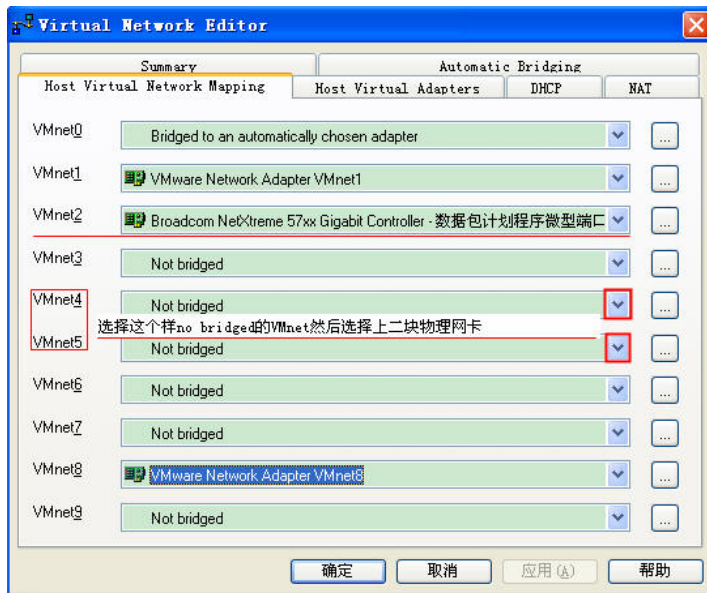 Virtual Network Editor
Summary
Automatic Bridging
Host Virtual Network Mapping
Host Virtual Adapters
DHCP
NAT
VMnet0
Bridged to an automatically chosen adapter
...
VMnet1
VMware Network Adapter VMnet1
...
VMnet2
Broadcom NetXtreme 57xx Gigabit Controller - 数据包计划程序微型端口
...
VMnet3
Not bridged
...
VMnet4
Not bridged
...
选择这个样no bridged的VMnet然后选择上二块物理网卡
VMnet5
Not bridged
...
VMnet6
Not bridged
...
VMnet7
Not bridged
...
VMnet8
VMware Network Adapter VMnet8
...
VMnet9
Not bridged
...
确定
取消
应用(A)
帮助